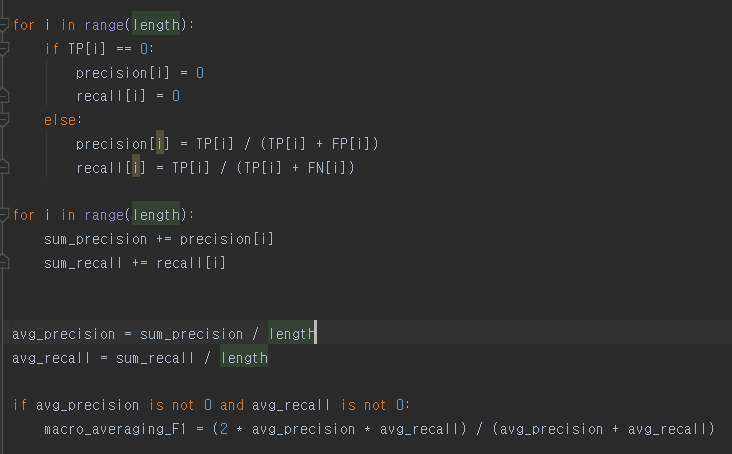 for i in range(length):
    if TP[i] == 0:
        precision[i] = 0
        recall[i] = 0
    else:
        precision[i] = TP[i] / (TP[i] + FP[i])
        recall[i] = TP[i] / (TP[i] + FN[i])
for i in range(length):
    sum_precision += precision[i]
    sum_recall += recall[i]
avg_precision = sum_precision / length
avg_recall = sum_recall / length
if avg_precision is not 0 and avg_recall is not 0:
    macro_averaging_F1 = (2 * avg_precision * avg_recall) / (avg_precision + avg_recall)